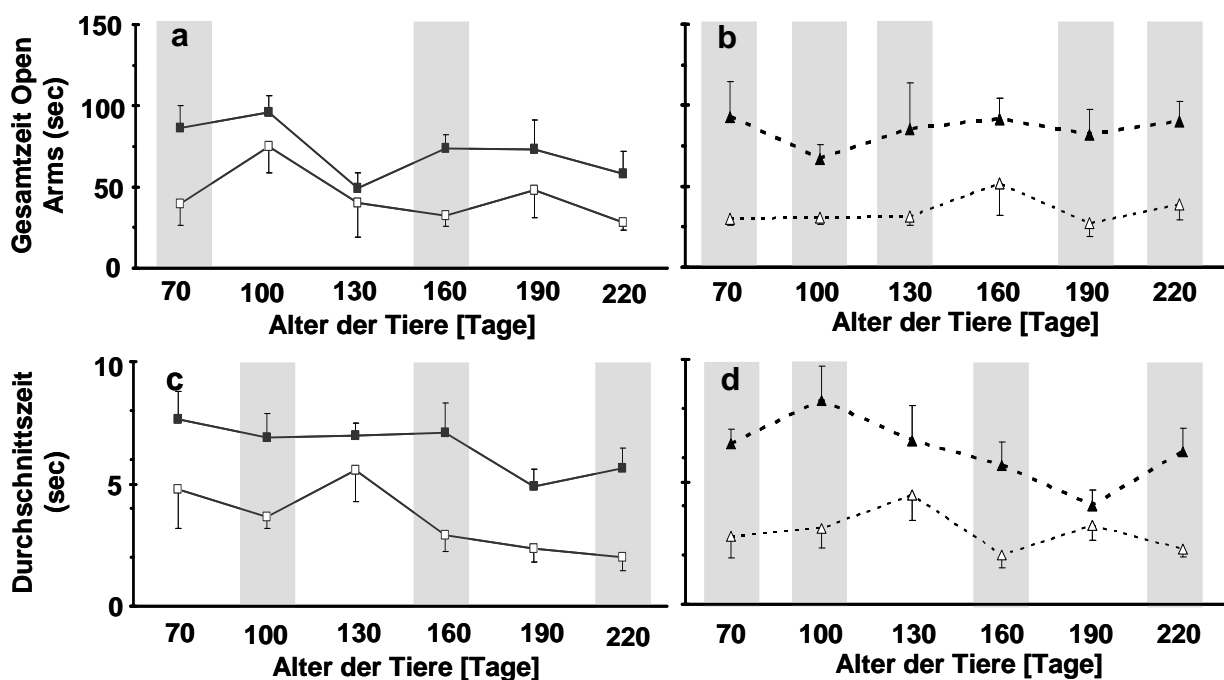 Gesamtzeit Open
Arms (sec)
150
100
50
0
a
70 100 130 160 190 220
Alter der Tiere [Tage]
b
70 100 130 160 190 220
Alter der Tiere [Tage]
Durchschnittszeit
(sec)
10
5
0
c
70 100 130 160 190 220
Alter der Tiere [Tage]
d
70 100 130 160 190 220
Alter der Tiere [Tage]